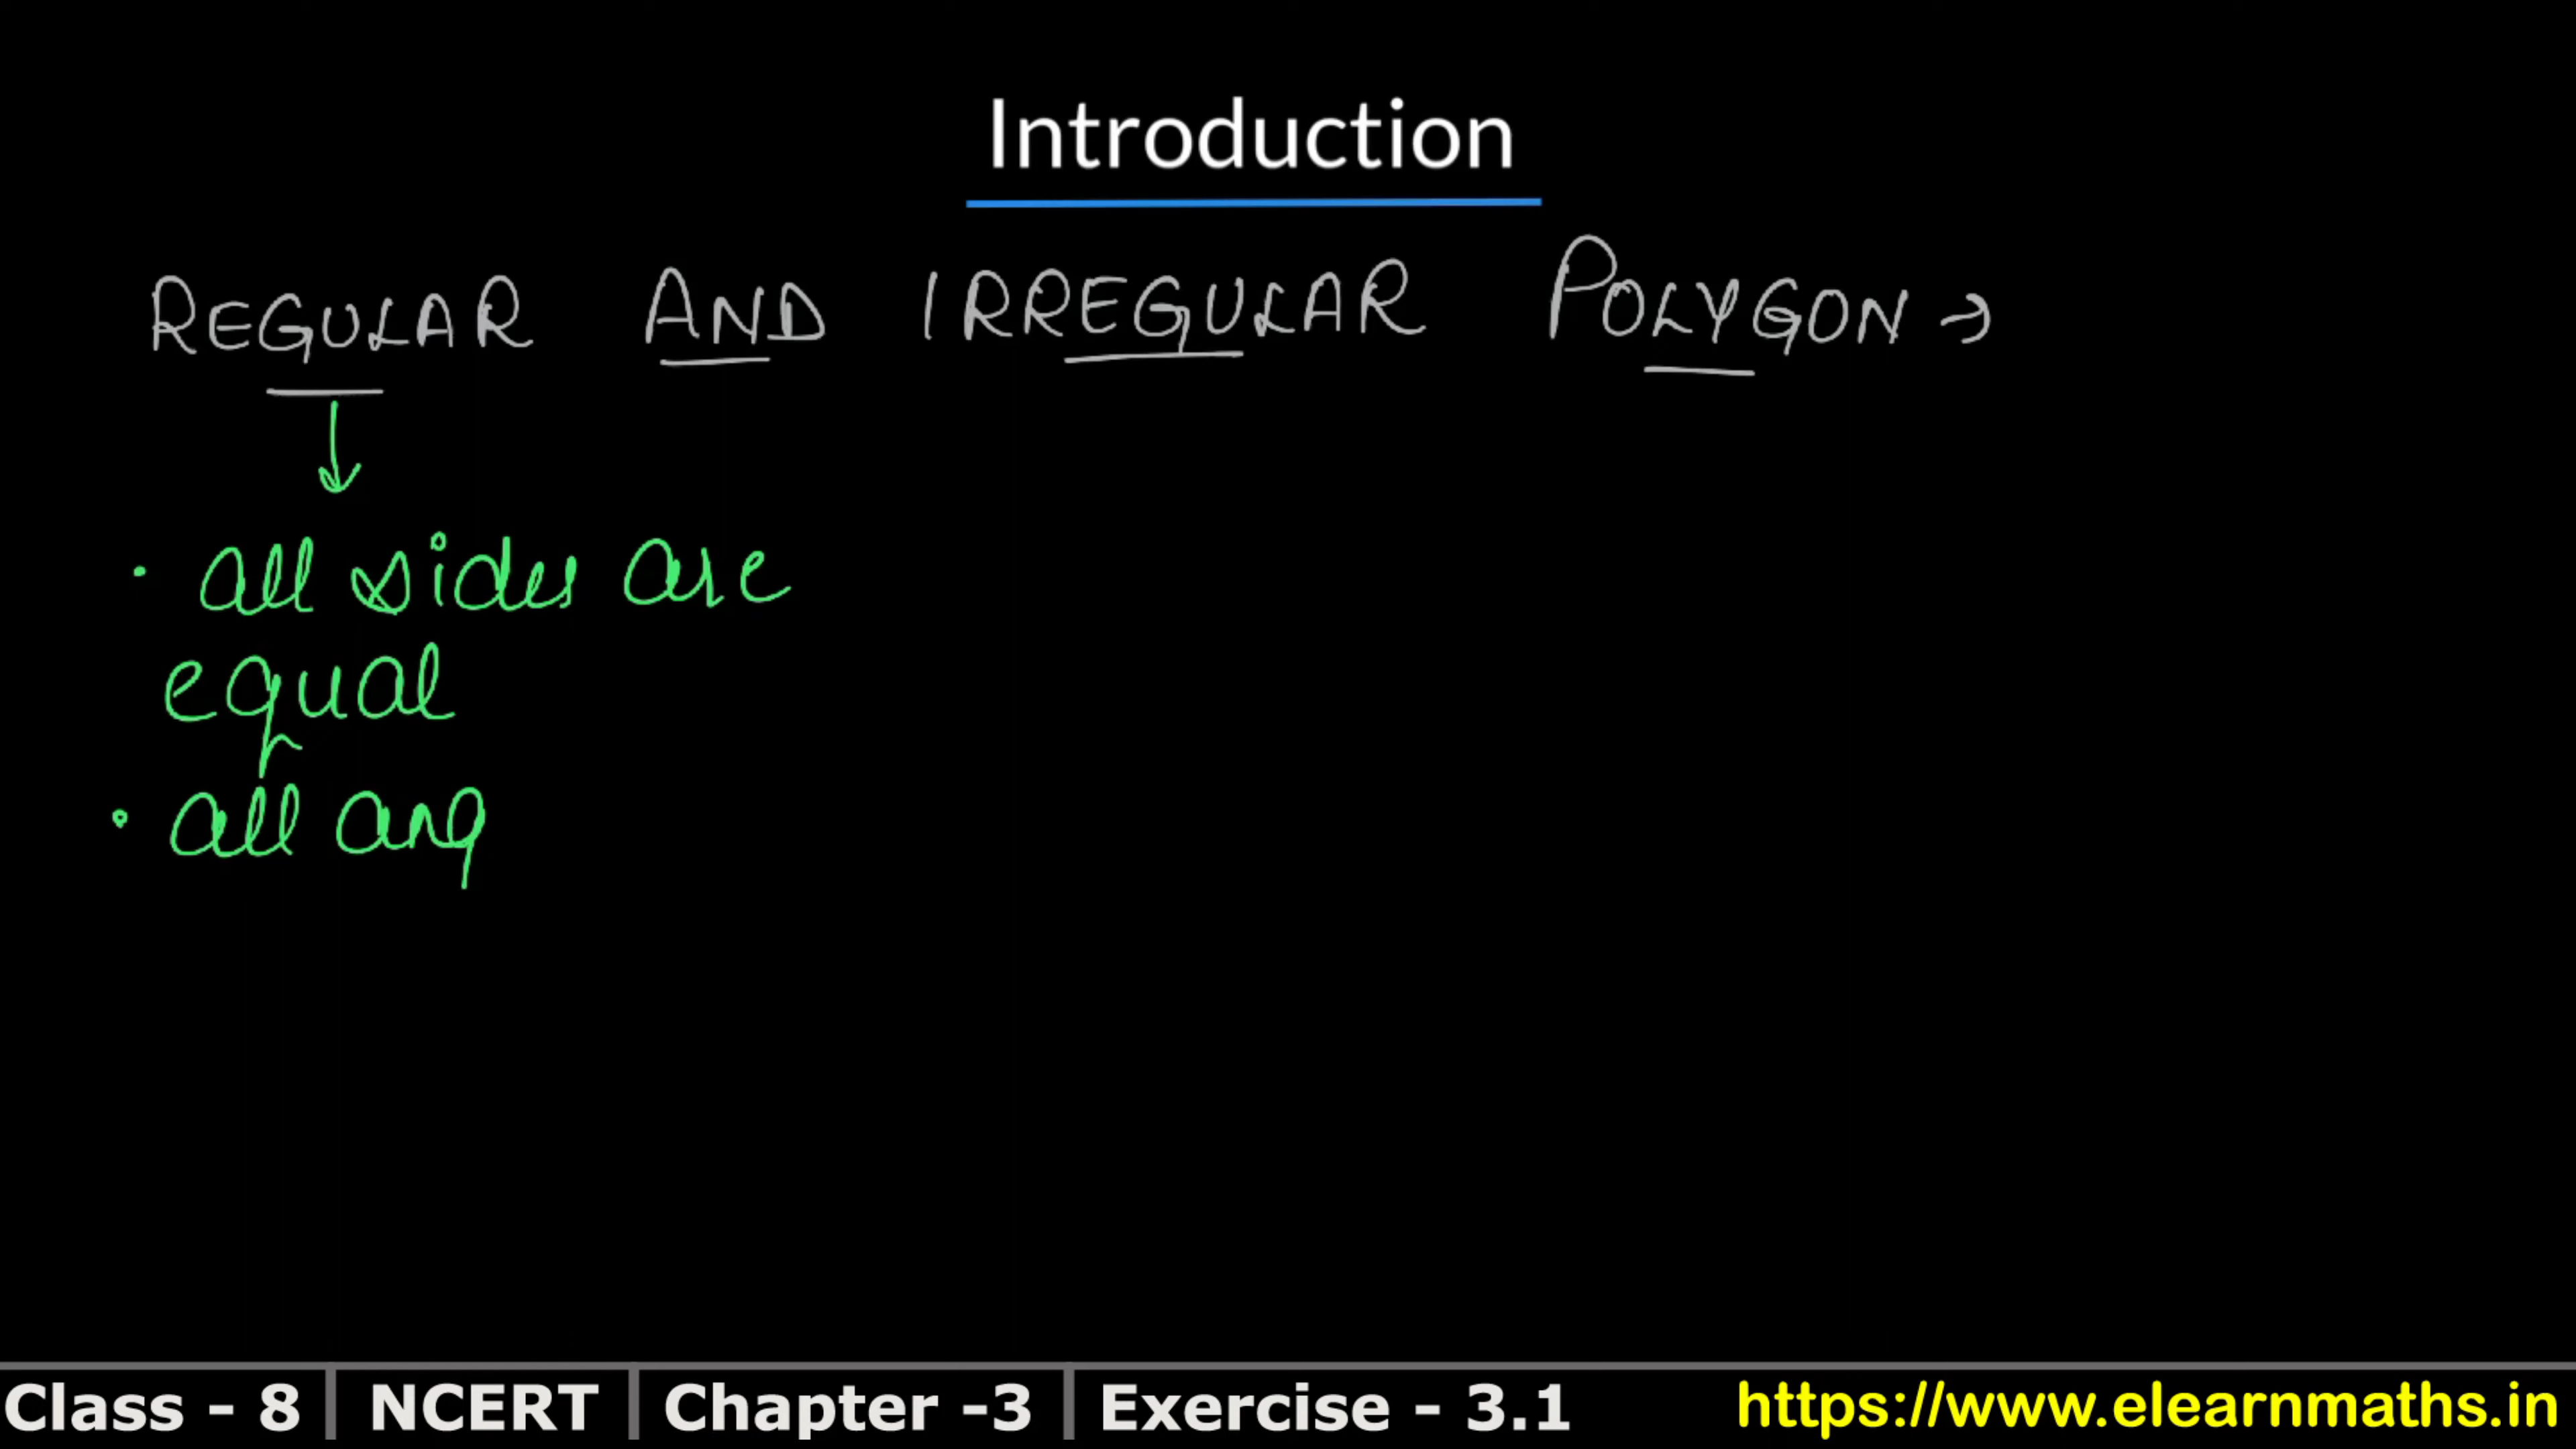 Introduction
REGULAR AND IRREGULAR POLYGON →
↓
· all sides are
equal
· all ang
Class - 8 | NCERT | Chapter -3 | Exercise - 3.1 https://www.elearnmaths.in